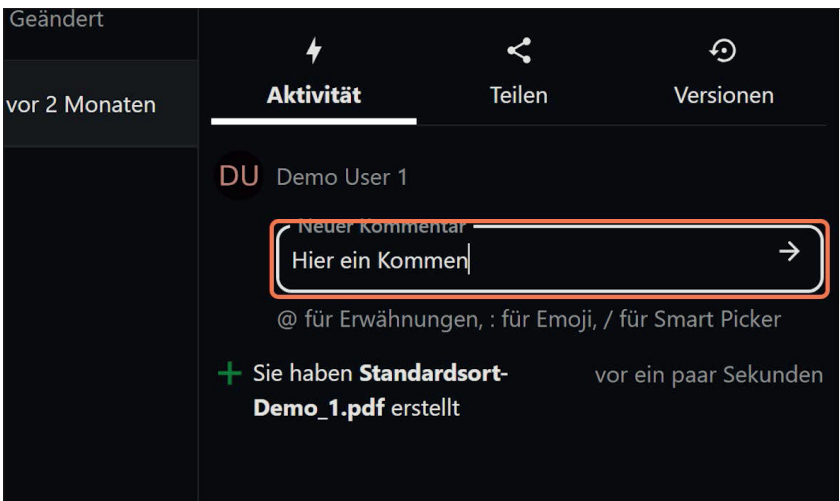 Geändert
vor 2 Monaten
Aktivität
Teilen
Versionen
DU Demo User 1
Neuer Kommentar
Hier ein Kommen
@ für Erwähnungen, : für Emoji, / für Smart Picker
Sie haben Standardsort-
Demo_1.pdf erstellt
vor ein paar Sekunden